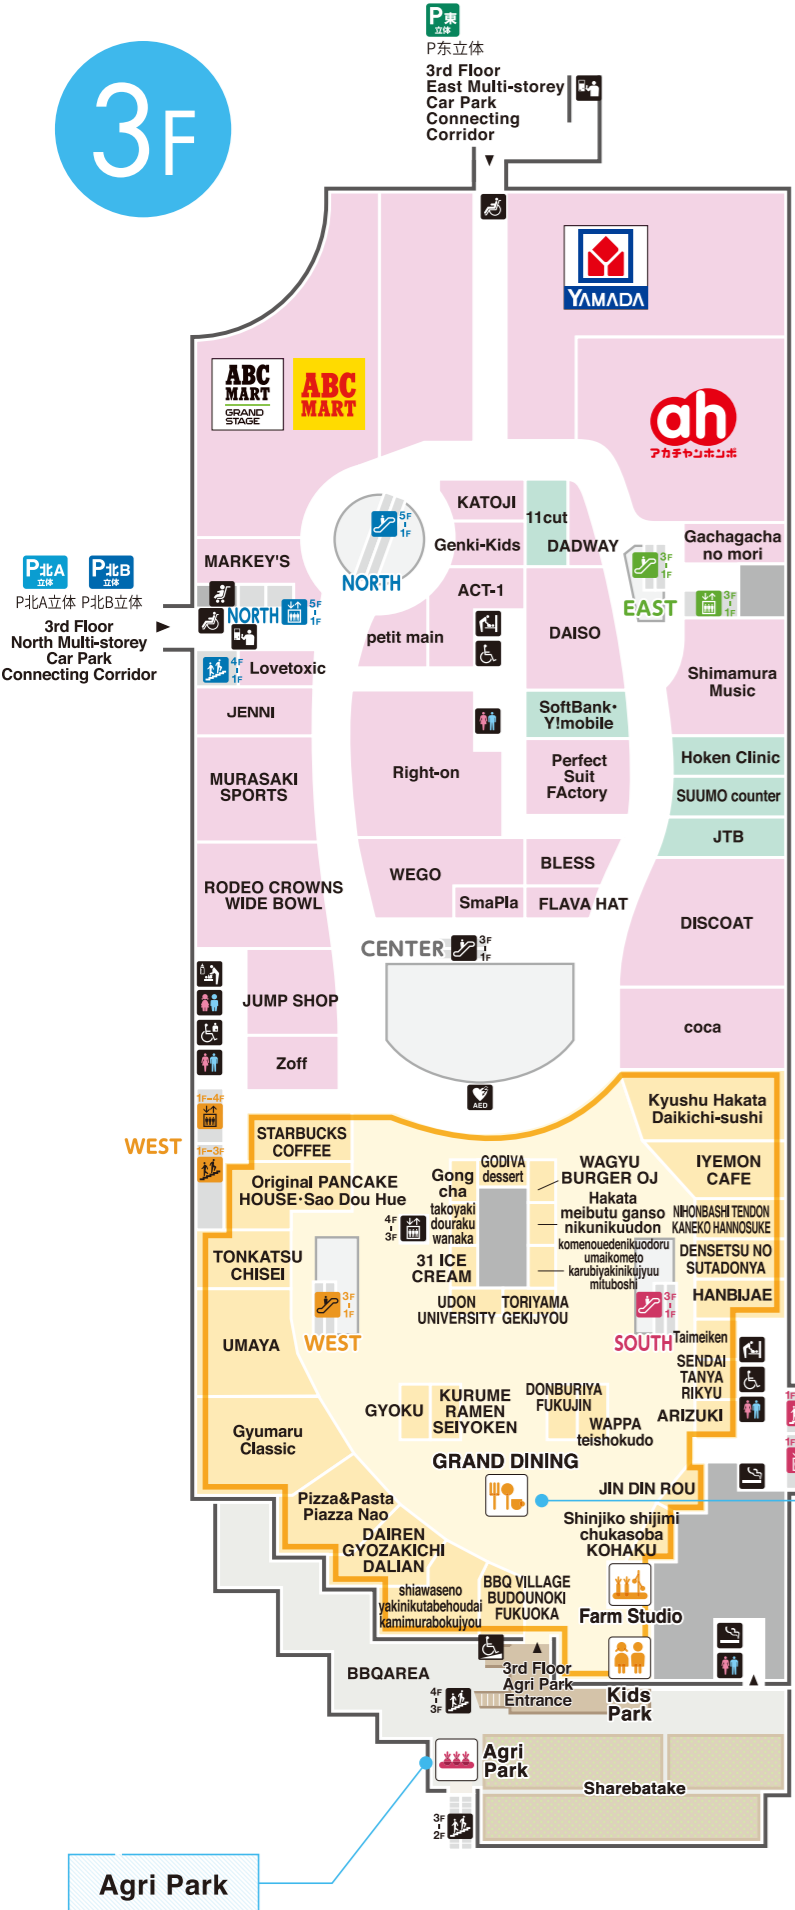 P東
立体
P东立体
3rd Floor
East Multi-storey
Car Park
Connecting
Corridor
3F
YAMADA
ABC
MART
GRAND
STAGE
ABC
MART
ah
アカチャンホンポ
KATOJI
11cut
5F
1F
Genki-Kids
DADWAY
Gachagacha
no mori
MARKEY'S
NORTH
3F
1F
P北A
立体
P北B
立体
P北A立体
P北B立体
ACT-1
EAST
3F
1F
NORTH
5F
1F
3rd Floor
North Multi-storey
Car Park
Connecting Corridor
petit main
DAISO
4F
1F
Lovetoxic
Shimamura
Music
JENNI
SoftBank・
Y!mobile
Right-on
Perfect
Suit
FActory
Hoken Clinic
MURASAKI
SPORTS
SUUMO counter
JTB
WEGO
BLESS
RODEO CROWNS
WIDE BOWL
SmaPla
FLAVA HAT
DISCOAT
CENTER
3F
1F
JUMP SHOP
coca
Zoff
AED
1F-4F
WEST
1F-3F
Kyushu Hakata
Daikichi-sushi
STARBUCKS
COFFEE
IYEMON
CAFE
Original PANCAKE
HOUSE・Sao Dou Hue
Gong
cha
GODIVA
dessert
WAGYU
BURGER OJ
Hakata
meibutu ganso
nikunikuudon
takoyaki
douraku
wanaka
4F
3F
NIHONBASHI TENDON
KANEKO HANNOSUKE
komenouedenikuodoru
umaikometo
karubiyakinikujyuu
mituboshi
DENSETSU NO
SUTADONYA
TONKATSU
CHISEI
31 ICE
CREAM
HANBIJAE
3F
1F
WEST
UDON
UNIVERSITY
TORIYAMA
GEKIJYOU
3F
1F
SOUTH
UMAYA
Taimeiken
SENDAI
TANYA
RIKYU
ARIZUKI
1F
1F
GYOKU
KURUME
RAMEN
SEIYOKEN
DONBURIYA
FUKUJIN
WAPPA
teishokudo
Gyumaru
Classic
GRAND DINING
JIN DIN ROU
Pizza&Pasta
Piazza Nao
Shinjiko shijimi
chukasoba
KOHAKU
DAIREN
GYOZAKICHI
DALIAN
shiawaseno
yakinikutabehoudai
kamimurabokujyou
BBQ VILLAGE
BUDOUNOKI
FUKUOKA
Farm Studio
BBQAREA
3rd Floor
Agri Park
Entrance
Kids
Park
4F
3F
Agri
Park
Sharebatake
3F
2F
Agri Park